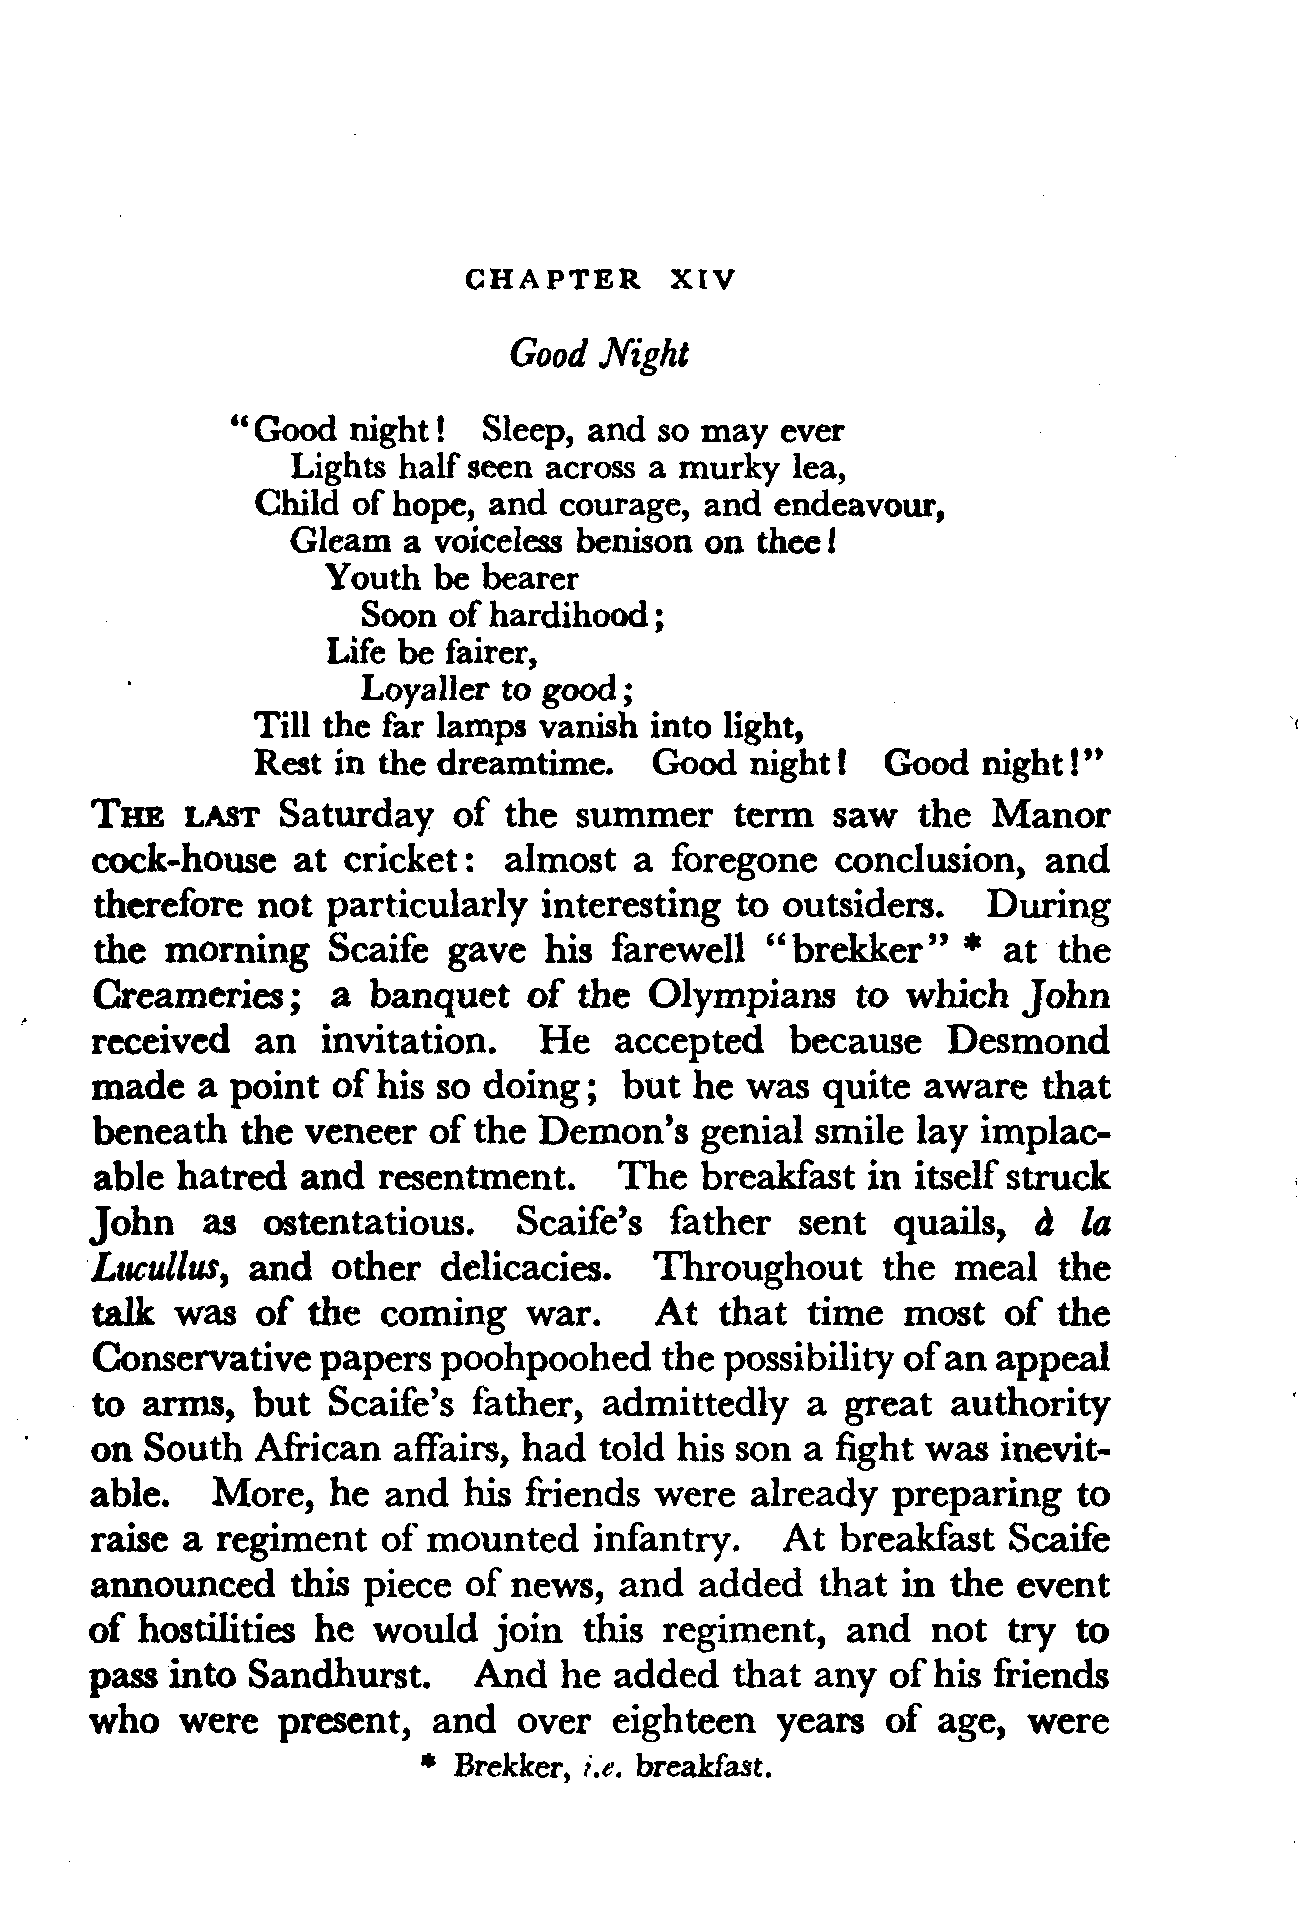 CHAPTER XIV
Good Night
“Good night! Sleep, and so may ever
Lights half seen across a murky lea,
Child of hope, and courage, and endeavour,
Gleam a voiceless benison on thee!
Youth be bearer
Soon of hardihood;
Life be fairer,
Loyaller to good;
Till the far lamps vanish into light,
Rest in the dreamtime. Good night! Good night!”
THE LAST Saturday of the summer term saw the Manor
cock-house at cricket: almost a foregone conclusion, and
therefore not particularly interesting to outsiders. During
the morning Scaife gave his farewell “brekker” * at the
Creameries; a banquet of the Olympians to which John
received an invitation. He accepted because Desmond
made a point of his so doing; but he was quite aware that
beneath the veneer of the Demon’s genial smile lay implac-
able hatred and resentment. The breakfast in itself struck
John as ostentatious. Scaife’s father sent quails, à la
Lucullus, and other delicacies. Throughout the meal the
talk was of the coming war. At that time most of the
Conservative papers poohpoohed the possibility of an appeal
to arms, but Scaife’s father, admittedly a great authority
on South African affairs, had told his son a fight was inevit-
able. More, he and his friends were already preparing to
raise a regiment of mounted infantry. At breakfast Scaife
announced this piece of news, and added that in the event
of hostilities he would join this regiment, and not try to
pass into Sandhurst. And he added that any of his friends
who were present, and over eighteen years of age, were
* Brekker, i.e. breakfast.